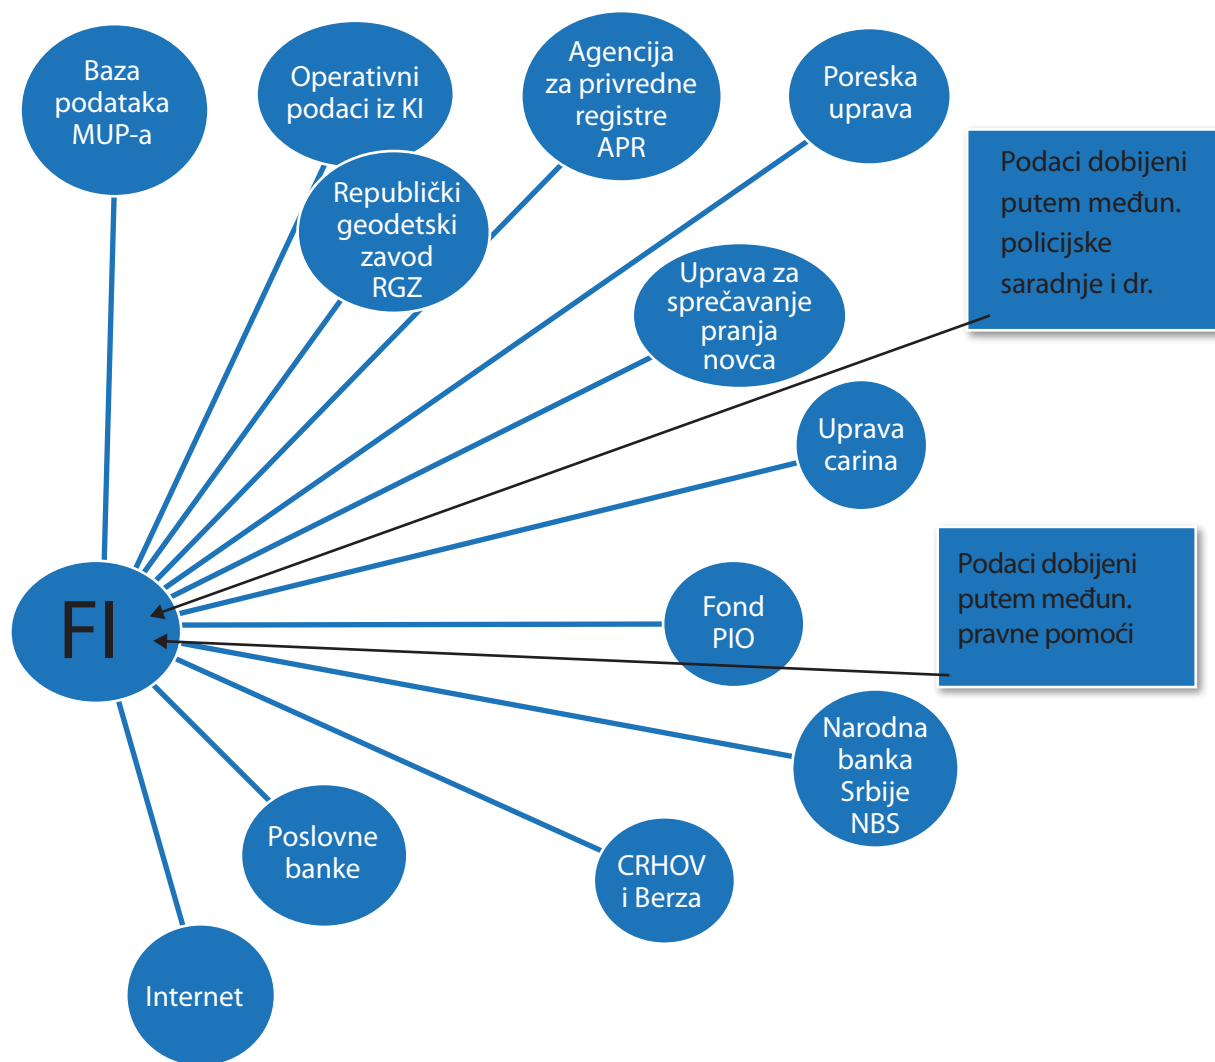 Baza
podataka
MUP-a
Operativni
podaci iz KI
Agencija
za privredne
registre
APR
Poreska
uprava
Podaci dobijeni
putem međun.
policijske
saradnje i dr.
Republički
geodetski
zavod
RGZ
Uprava za
sprečavanje
pranja
novca
Uprava
carina
Podaci dobijeni
putem međun.
pravne pomoći
FI
Fond
PIO
Narodna
banka
Srbije
NBS
Poslovne
banke
CRHOV
i Berza
Internet